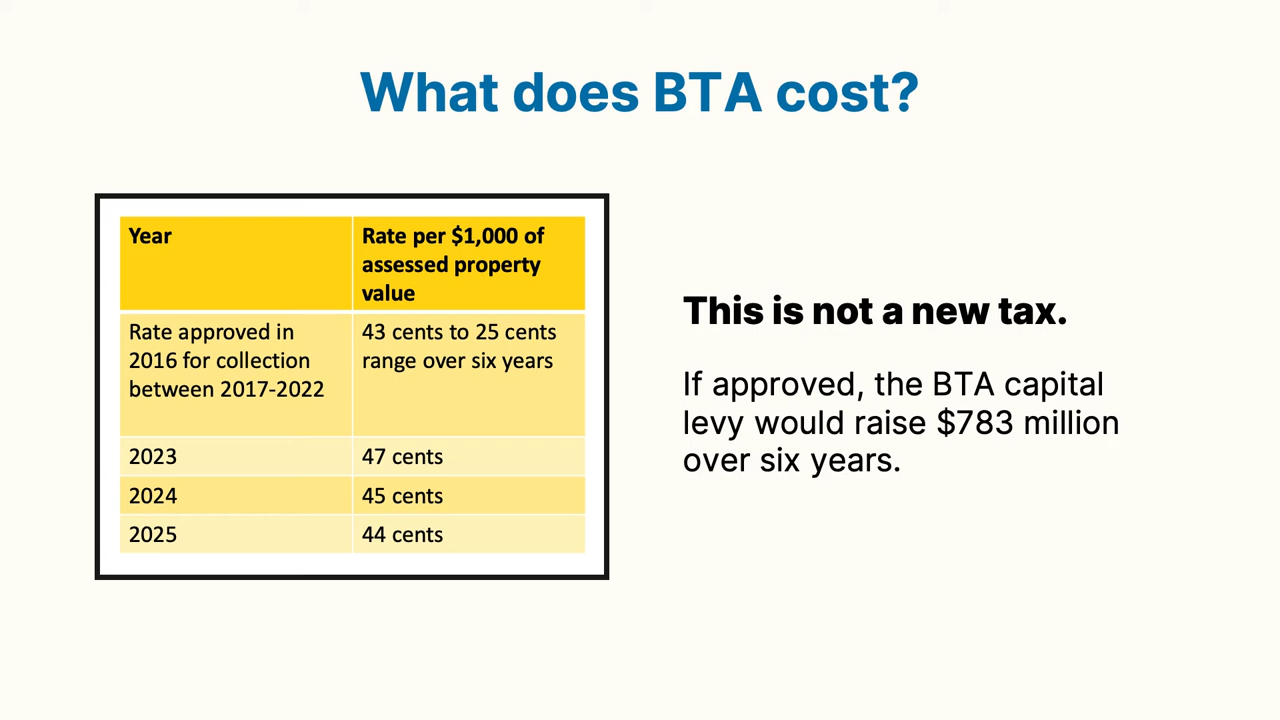 What does BTA cost?
Year
Rate per $1,000 of
assessed property
value
Rate approved in
2016 for collection
between 2017-2022
43 cents to 25 cents
range over six years
2023
47 cents
2024
45 cents
2025
44 cents
This is not a new tax.
If approved, the BTA capital
levy would raise $783 million
over six years.